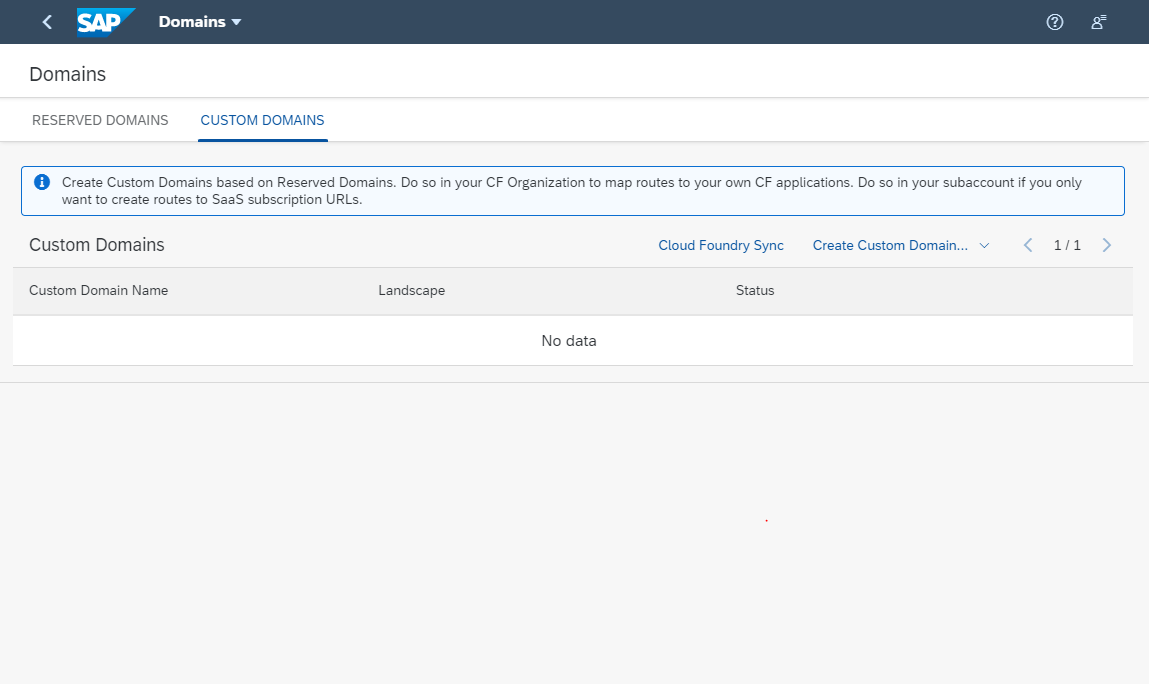 SAP Domains
Domains
RESERVED DOMAINS CUSTOM DOMAINS
Create Custom Domains based on Reserved Domains. Do so in your CF Organization to map routes to your own CF applications. Do so in your subaccount if you only
want to create routes to SaaS subscription URLs.
Custom Domains Cloud Foundry Sync Create Custom Domain... 1 / 1
Custom Domain Name Landscape Status
No data